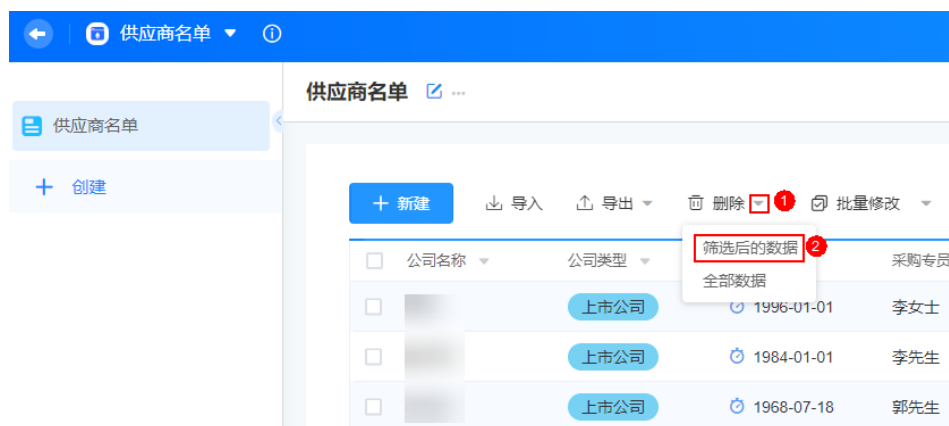 供应商名单
供应商名单
供应商名单
创建
新建 导入 导出 删除 1 批量修改
筛选后的数据 2
全部数据
公司名称 公司类型 采购专员
上市公司 1996-01-01 李女士
上市公司 1984-01-01 李先生
上市公司 1968-07-18 郭先生